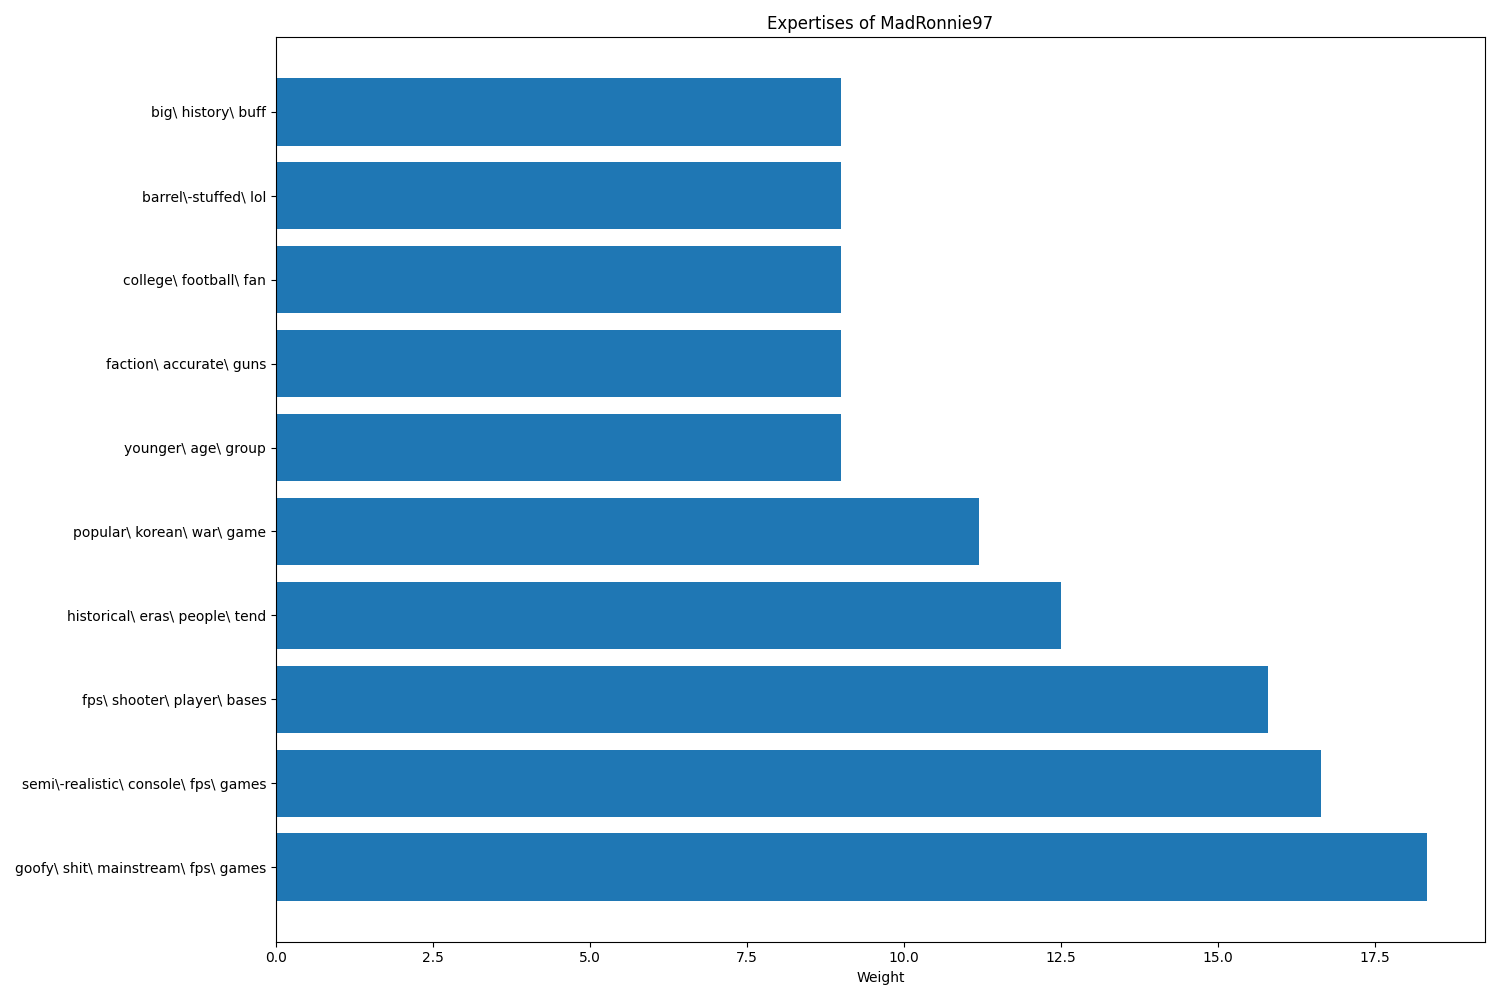 Expertises of MadRonnie97
big\ history\ buff
barrel\-stuffed\ lol
college\ football\ fan
faction\ accurate\ guns
younger\ age\ group
popular\ korean\ war\ game
historical\ eras\ people\ tend
fps\ shooter\ player\ bases
semi\-realistic\ console\ fps\ games
goofy\ shit\ mainstream\ fps\ games
0.0 2.5 5.0 7.5 10.0 12.5 15.0 17.5
Weight